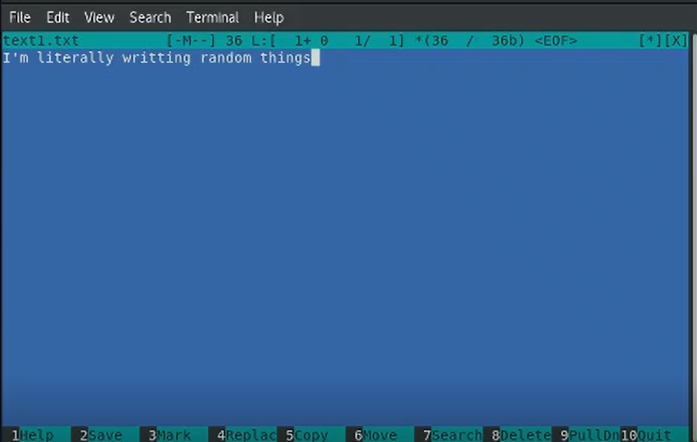 File Edit View Search Terminal Help
text1.txt [-M--] 36 L:[ 1+ 0 1/ 1] *(36 / 36b) <EOF> [*][X]
I'm literally writting random things
1Help 2Save 3Mark 4Replac 5Copy 6Move 7Search 8Delete 9PullDn 10Quit